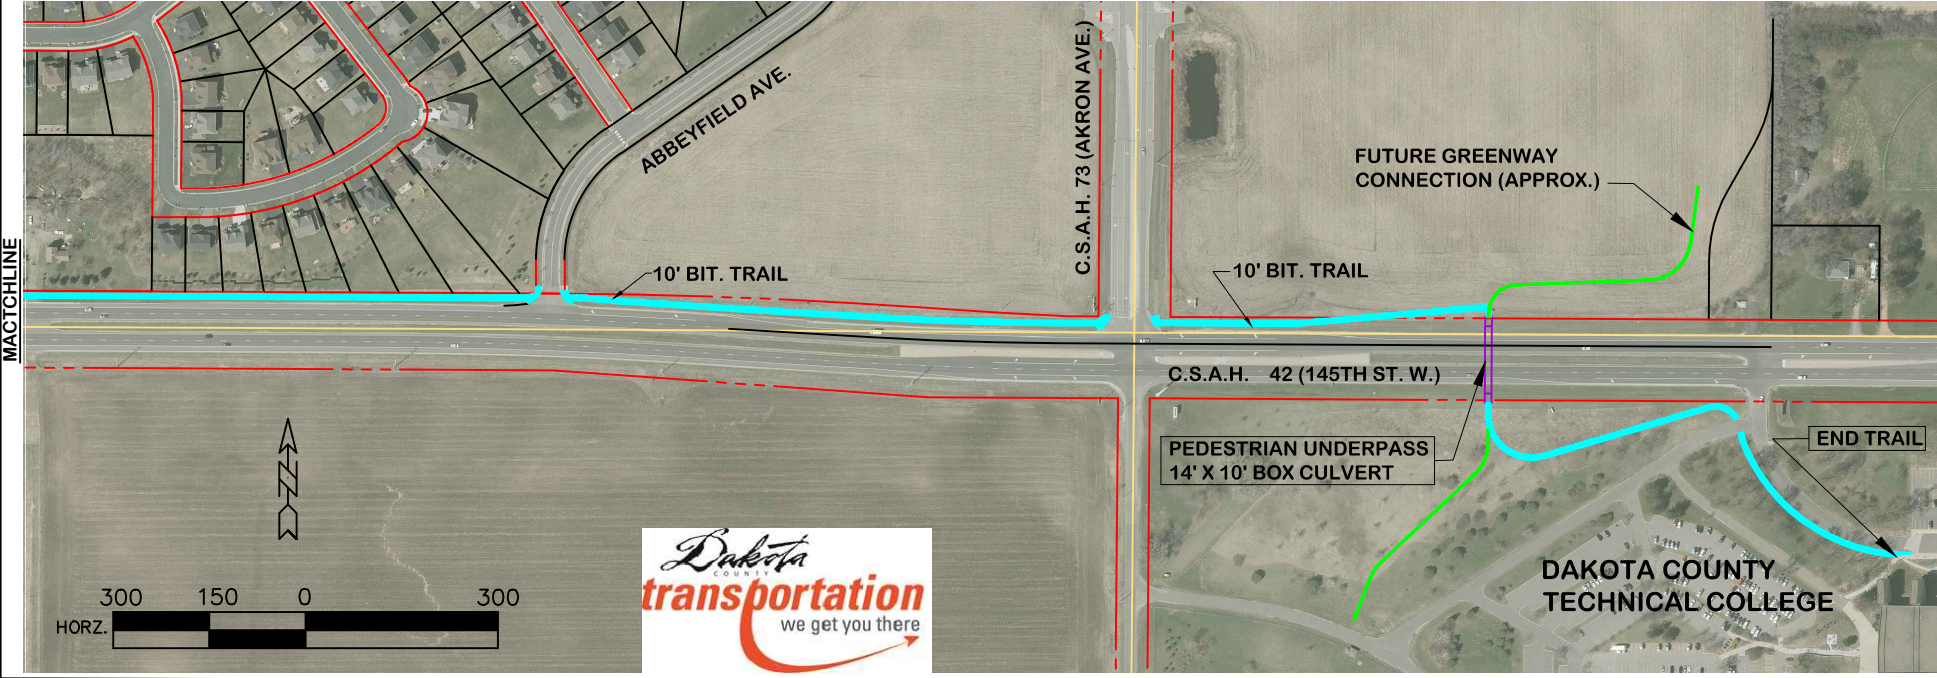 MACTCHLINE
ABBEYFIELD AVE.
C.S.A.H. 73 (AKRON AVE.)
FUTURE GREENWAY
CONNECTION (APPROX.)
10' BIT. TRAIL
10' BIT. TRAIL
C.S.A.H. 42 (145TH ST. W.)
PEDESTRIAN UNDERPASS
14' X 10' BOX CULVERT
END TRAIL
DAKOTA COUNTY
TECHNICAL COLLEGE
N
300 150 0 300
HORZ.
Dakota
COUNTY
transportation
we get you there